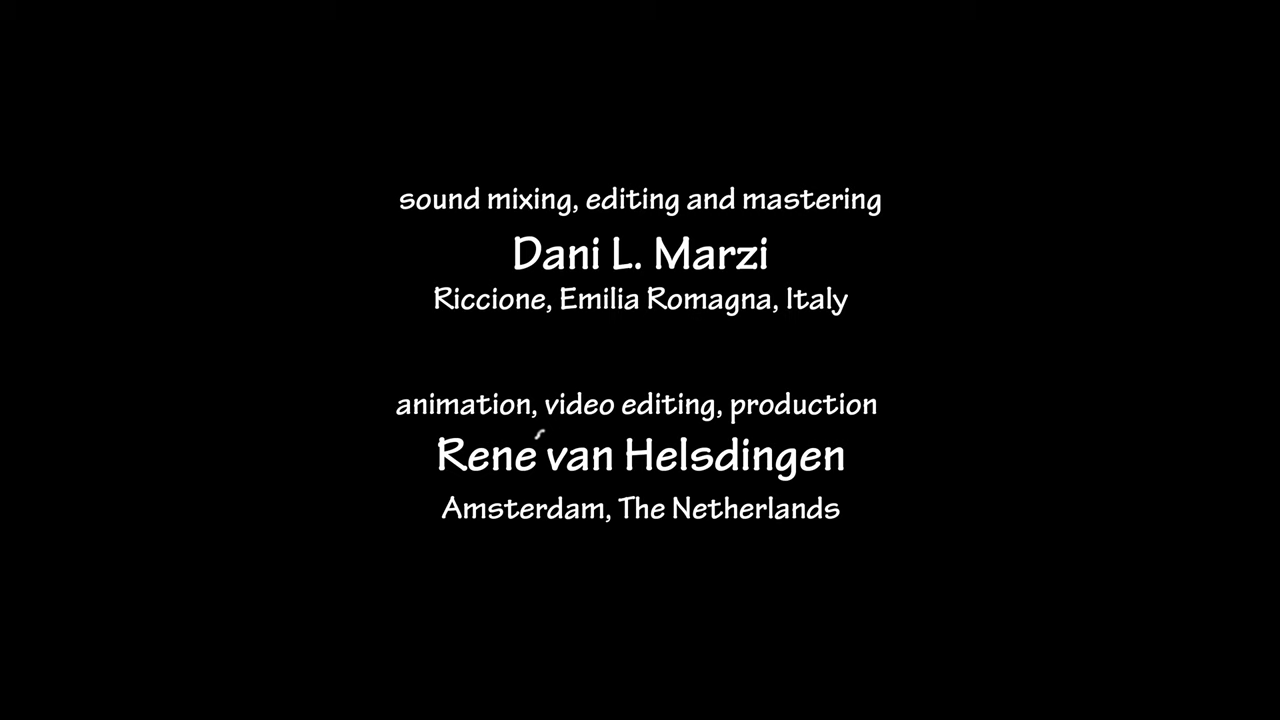 sound mixing, editing and mastering
Dani L. Marzi
Riccione, Emilia Romagna, Italy
animation, video editing, production
René van Helsdingen
Amsterdam, The Netherlands